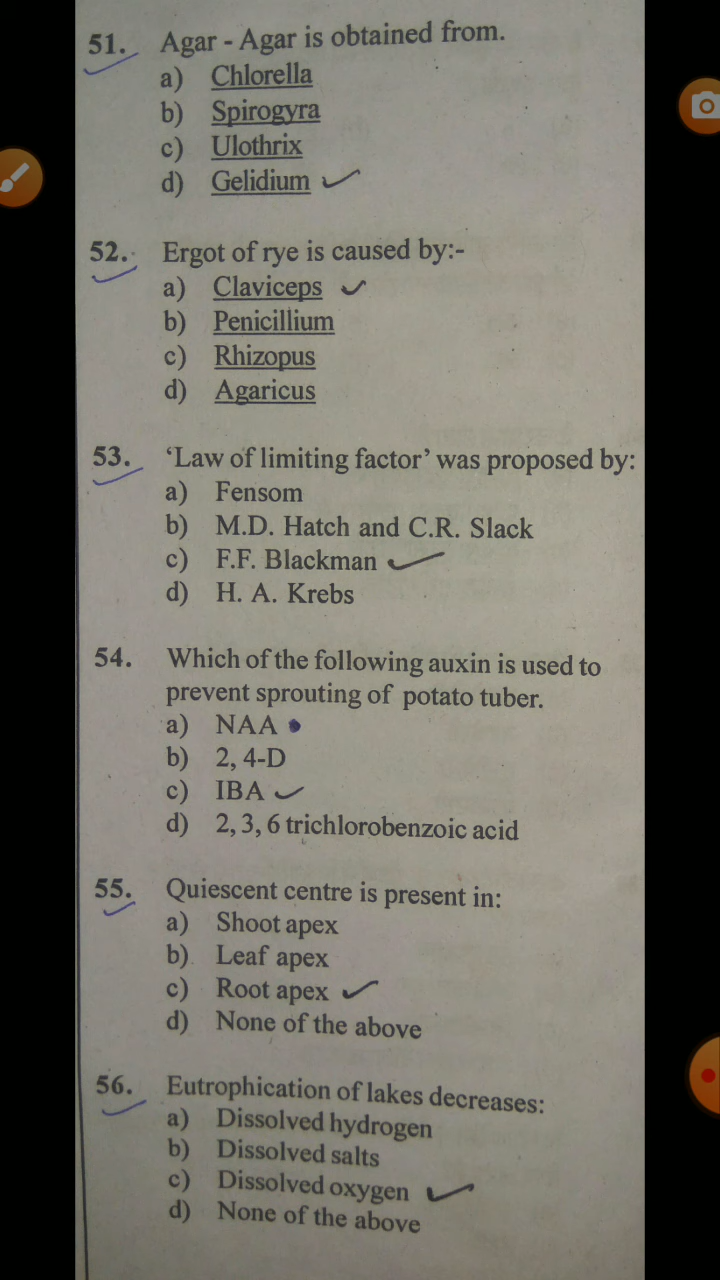 51. Agar - Agar is obtained from.
a) Chlorella
b) Spirogyra
c) Ulothrix
d) Gelidium
52. Ergot of rye is caused by:-
a) Claviceps
b) Penicillium
c) Rhizopus
d) Agaricus
53. ‘Law of limiting factor’ was proposed by:
a) Fensom
b) M.D. Hatch and C.R. Slack
c) F.F. Blackman
d) H. A. Krebs
54. Which of the following auxin is used to
prevent sprouting of potato tuber.
a) NAA
b) 2, 4-D
c) IBA
d) 2, 3, 6 trichlorobenzoic acid
55. Quiescent centre is present in:
a) Shoot apex
b) Leaf apex
c) Root apex
d) None of the above
56. Eutrophication of lakes decreases:
a) Dissolved hydrogen
b) Dissolved salts
c) Dissolved oxygen
d) None of the above